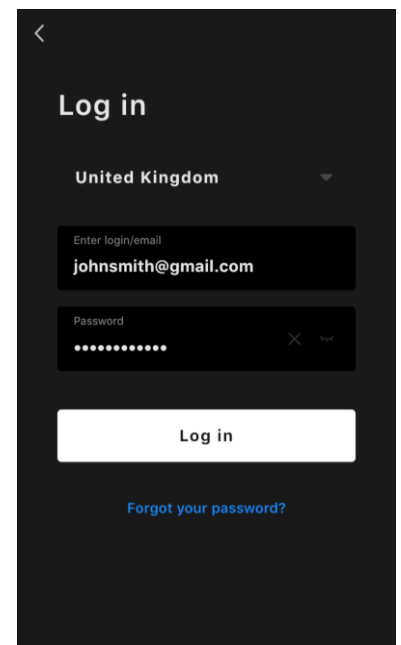 Log in
United Kingdom
Enter login/email
johnsmith@gmail.com
Password
••••••••••••
Log in
Forgot your password?